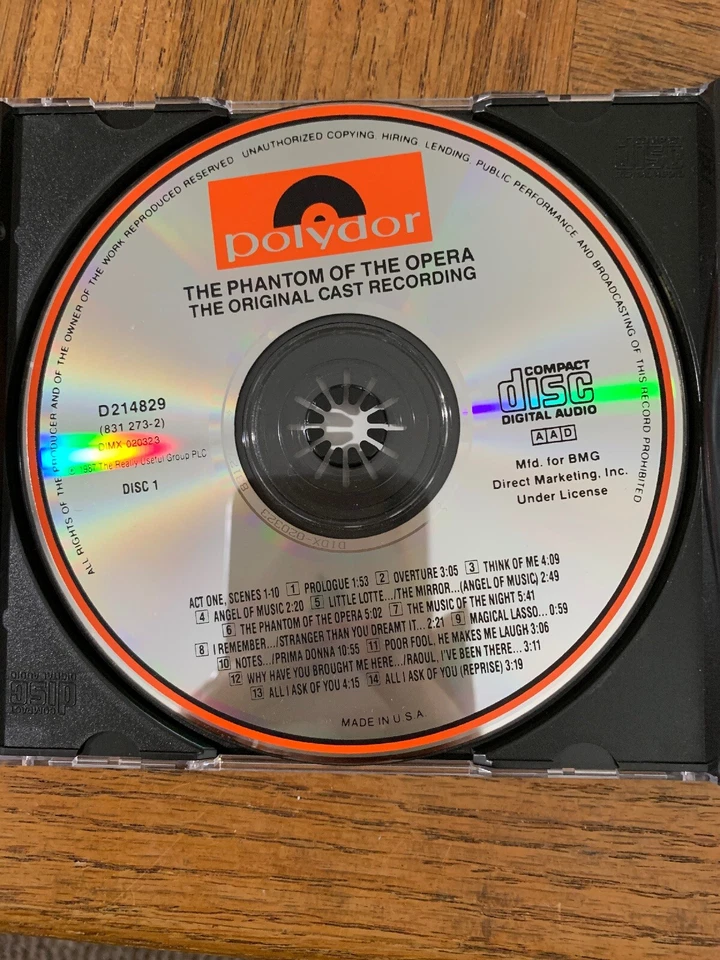 ALL RIGHTS OF THE PRODUCER AND OF THE OWNER OF THE WORK REPRODUCED RESERVED UNAUTHORIZED COPYING, HIRING, LENDING, PUBLIC PERFORMANCE AND BROADCASTING OF THIS RECORD PROHIBITED
polydor
THE PHANTOM OF THE OPERA
THE ORIGINAL CAST RECORDING
D214829
(831 273-2)
DIMX-020323
1987 The Really Useful Group PLC
DISC 1
COMPACT
disc
DIGITAL AUDIO
AAD
Mfd. for BMG
Direct Marketing, Inc.
Under License
ACT ONE, SCENES 1-10 1 PROLOGUE 1:53 2 OVERTURE 3:05 3 THINK OF ME 4:09
4 ANGEL OF MUSIC 2:20 5 LITTLE LOTTE.../THE MIRROR...(ANGEL OF MUSIC) 2:49
6 THE PHANTOM OF THE OPERA 5:02 7 THE MUSIC OF THE NIGHT 5:41
8 I REMEMBER.../STRANGER THAN YOU DREAMT IT... 2:21 9 MAGICAL LASSO... 0:59
10 NOTES.../PRIMA DONNA 10:55 11 POOR FOOL, HE MAKES ME LAUGH 3:06
12 WHY HAVE YOU BROUGHT ME HERE.../RAOUL, I'VE BEEN THERE... 3:11
13 ALL I ASK OF YOU 4:15 14 ALL I ASK OF YOU (REPRISE) 3:19
MADE IN U.S.A.
COMPACT
disc
DIGITAL AUDIO